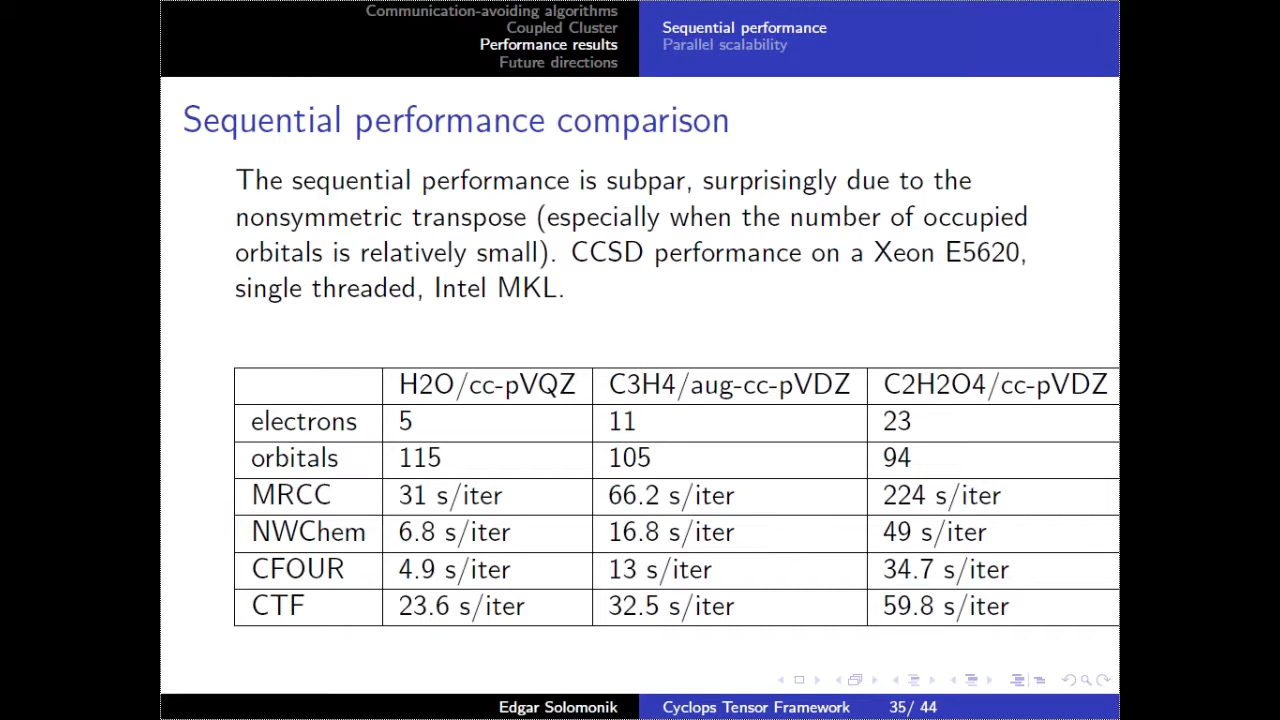 Communication-avoiding algorithms
Coupled Cluster
Performance results
Future directions
Sequential performance
Parallel scalability
Sequential performance comparison
The sequential performance is subpar, surprisingly due to the
nonsymmetric transpose (especially when the number of occupied
orbitals is relatively small). CCSD performance on a Xeon E5620,
single threaded, Intel MKL.
H2O/cc-pVQZ C3H4/aug-cc-pVDZ C2H2O4/cc-pVDZ
electrons 5 11 23
orbitals 115 105 94
MRCC 31 s/iter 66.2 s/iter 224 s/iter
NWChem 6.8 s/iter 16.8 s/iter 49 s/iter
CFOUR 4.9 s/iter 13 s/iter 34.7 s/iter
CTF 23.6 s/iter 32.5 s/iter 59.8 s/iter
Edgar Solomonik Cyclops Tensor Framework 35/ 44